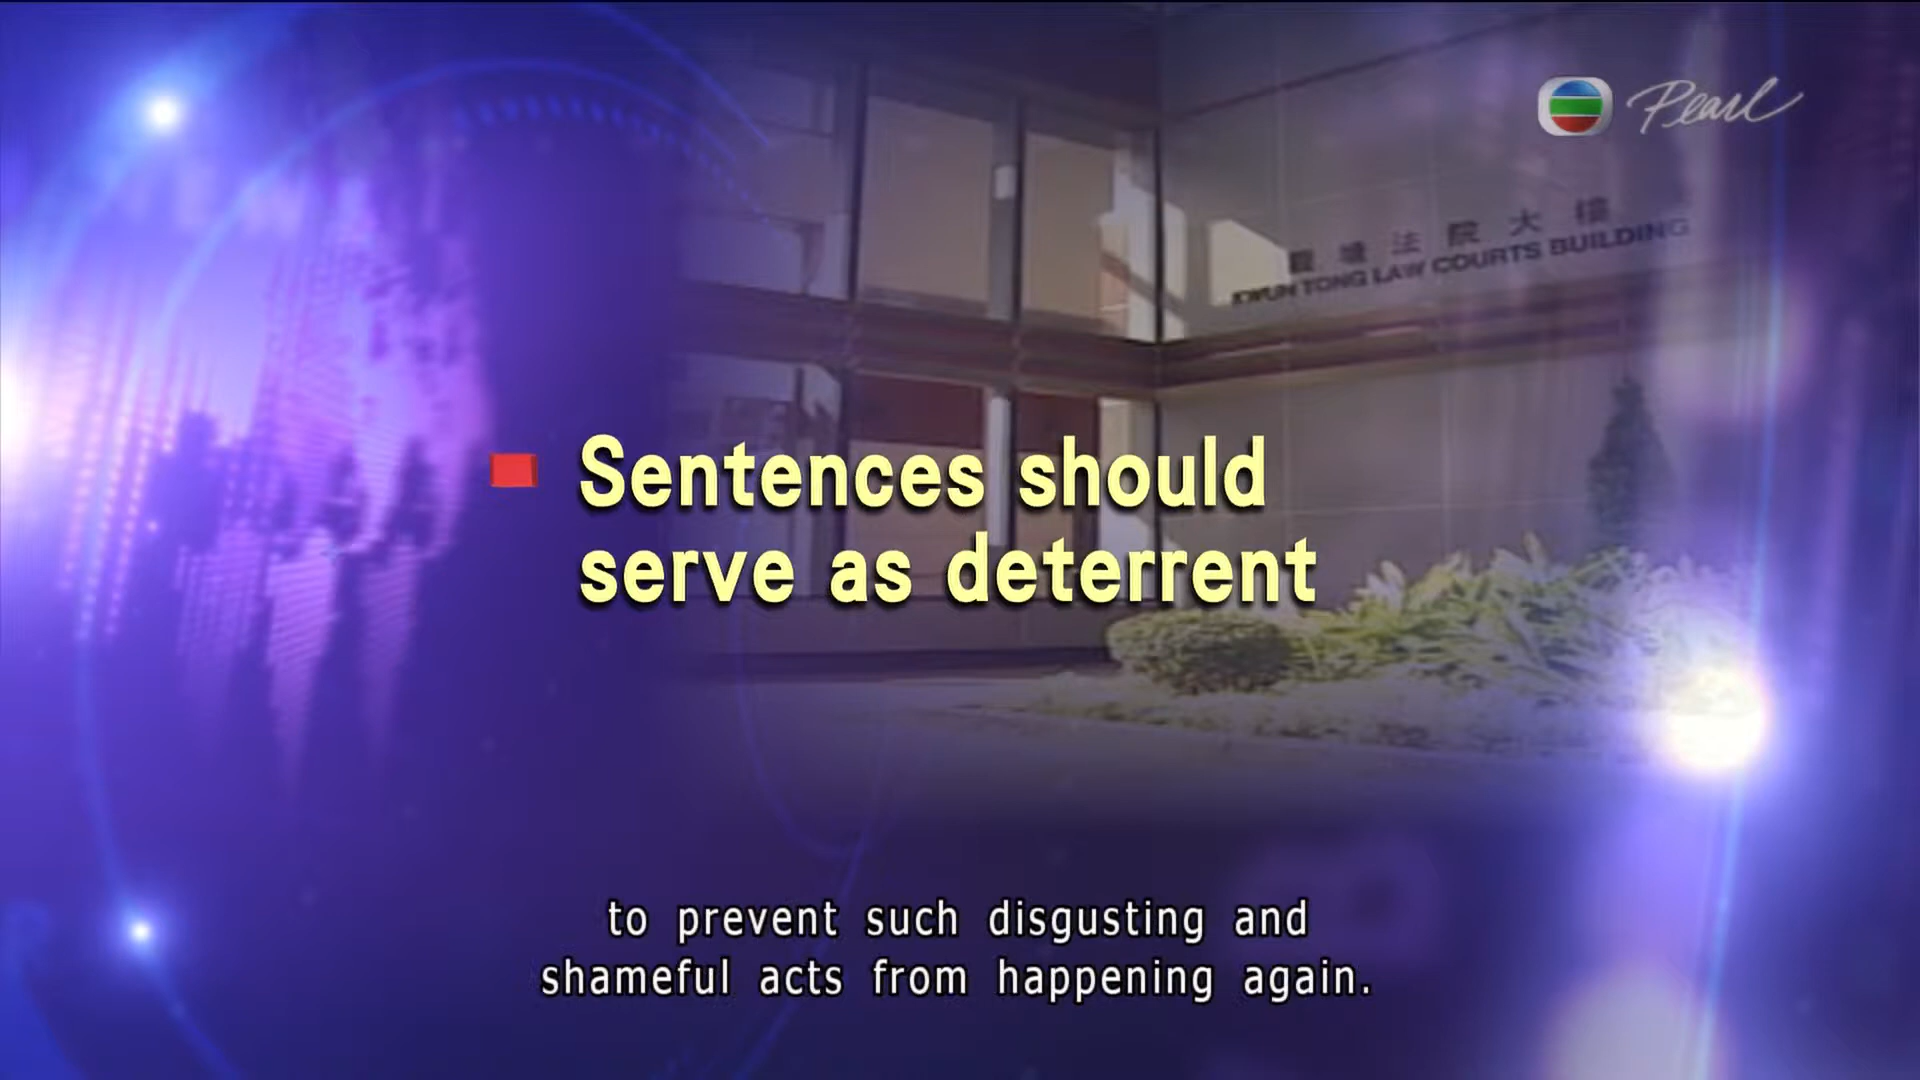 Pearl
觀塘法院大樓
KWUN TONG LAW COURTS BUILDING
Sentences should
serve as deterrent
to prevent such disgusting and
shameful acts from happening again.